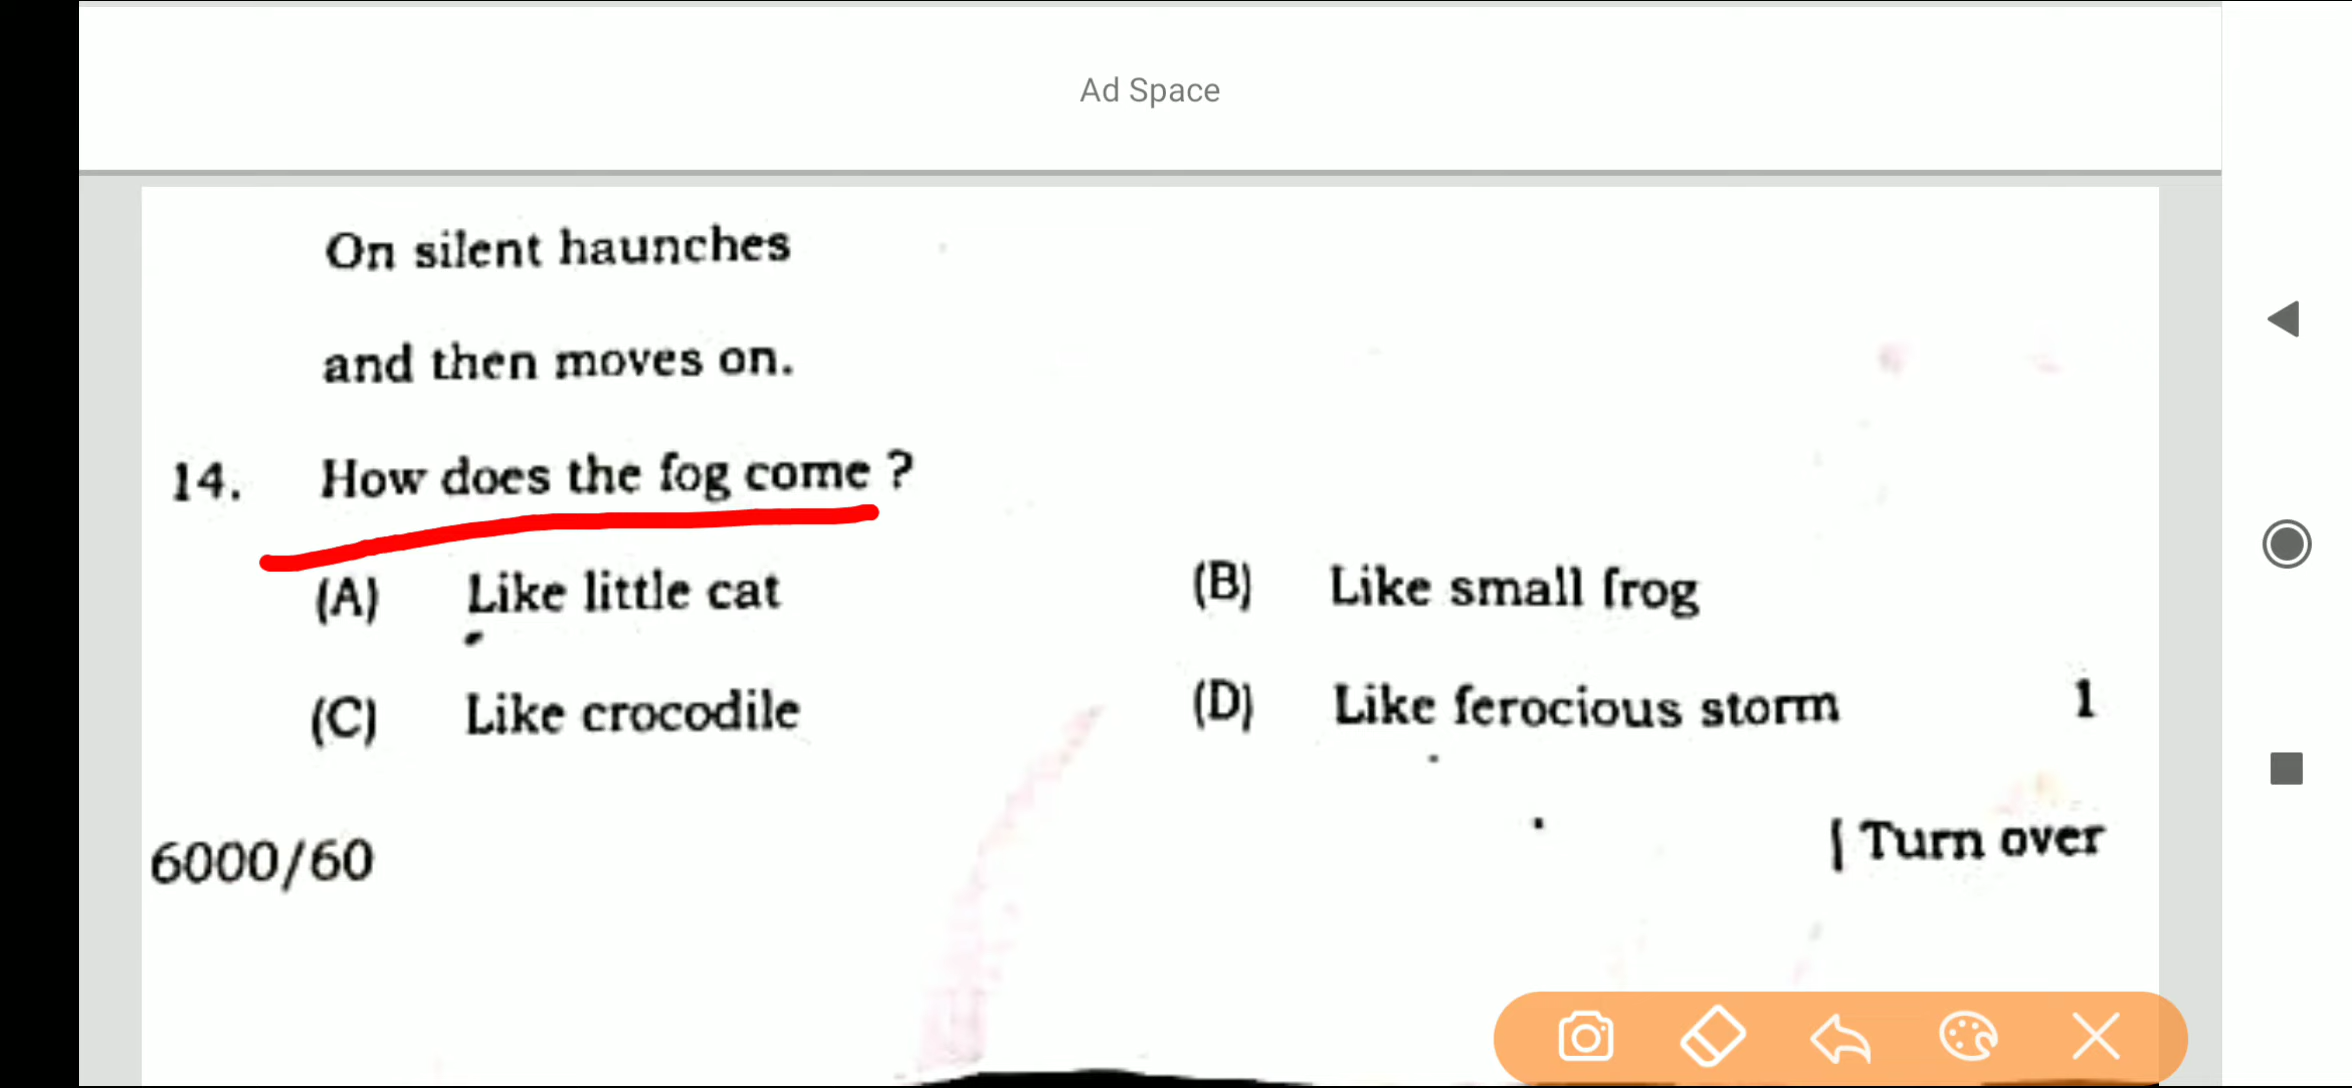 Ad Space
On silent haunches
and then moves on.
14. How does the fog come ?
(A) Like little cat (B) Like small frog
(C) Like crocodile (D) Like ferocious storm 1
6000/60 [ Turn over